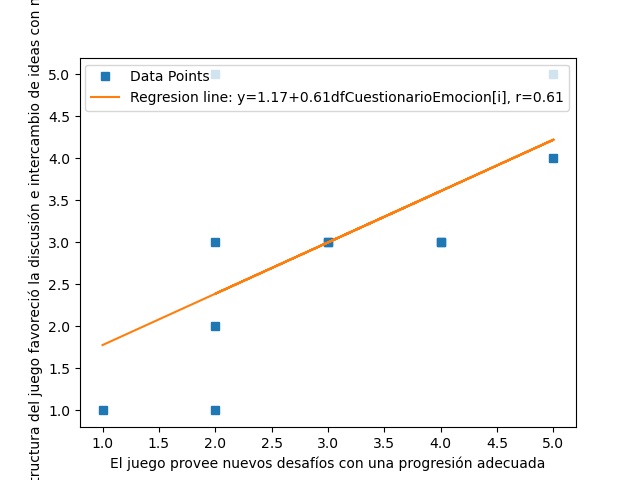 Data Points
Regresion line: y=1.17+0.61dfCuestionarioEmocion[i], r=0.61
5.0
4.5
4.0
3.5
3.0
2.5
2.0
1.5
1.0
1.0 1.5 2.0 2.5 3.0 3.5 4.0 4.5 5.0
El juego provee nuevos desafíos con una progresión adecuada
del juego favoreció la discusión e intercambio de ideas con